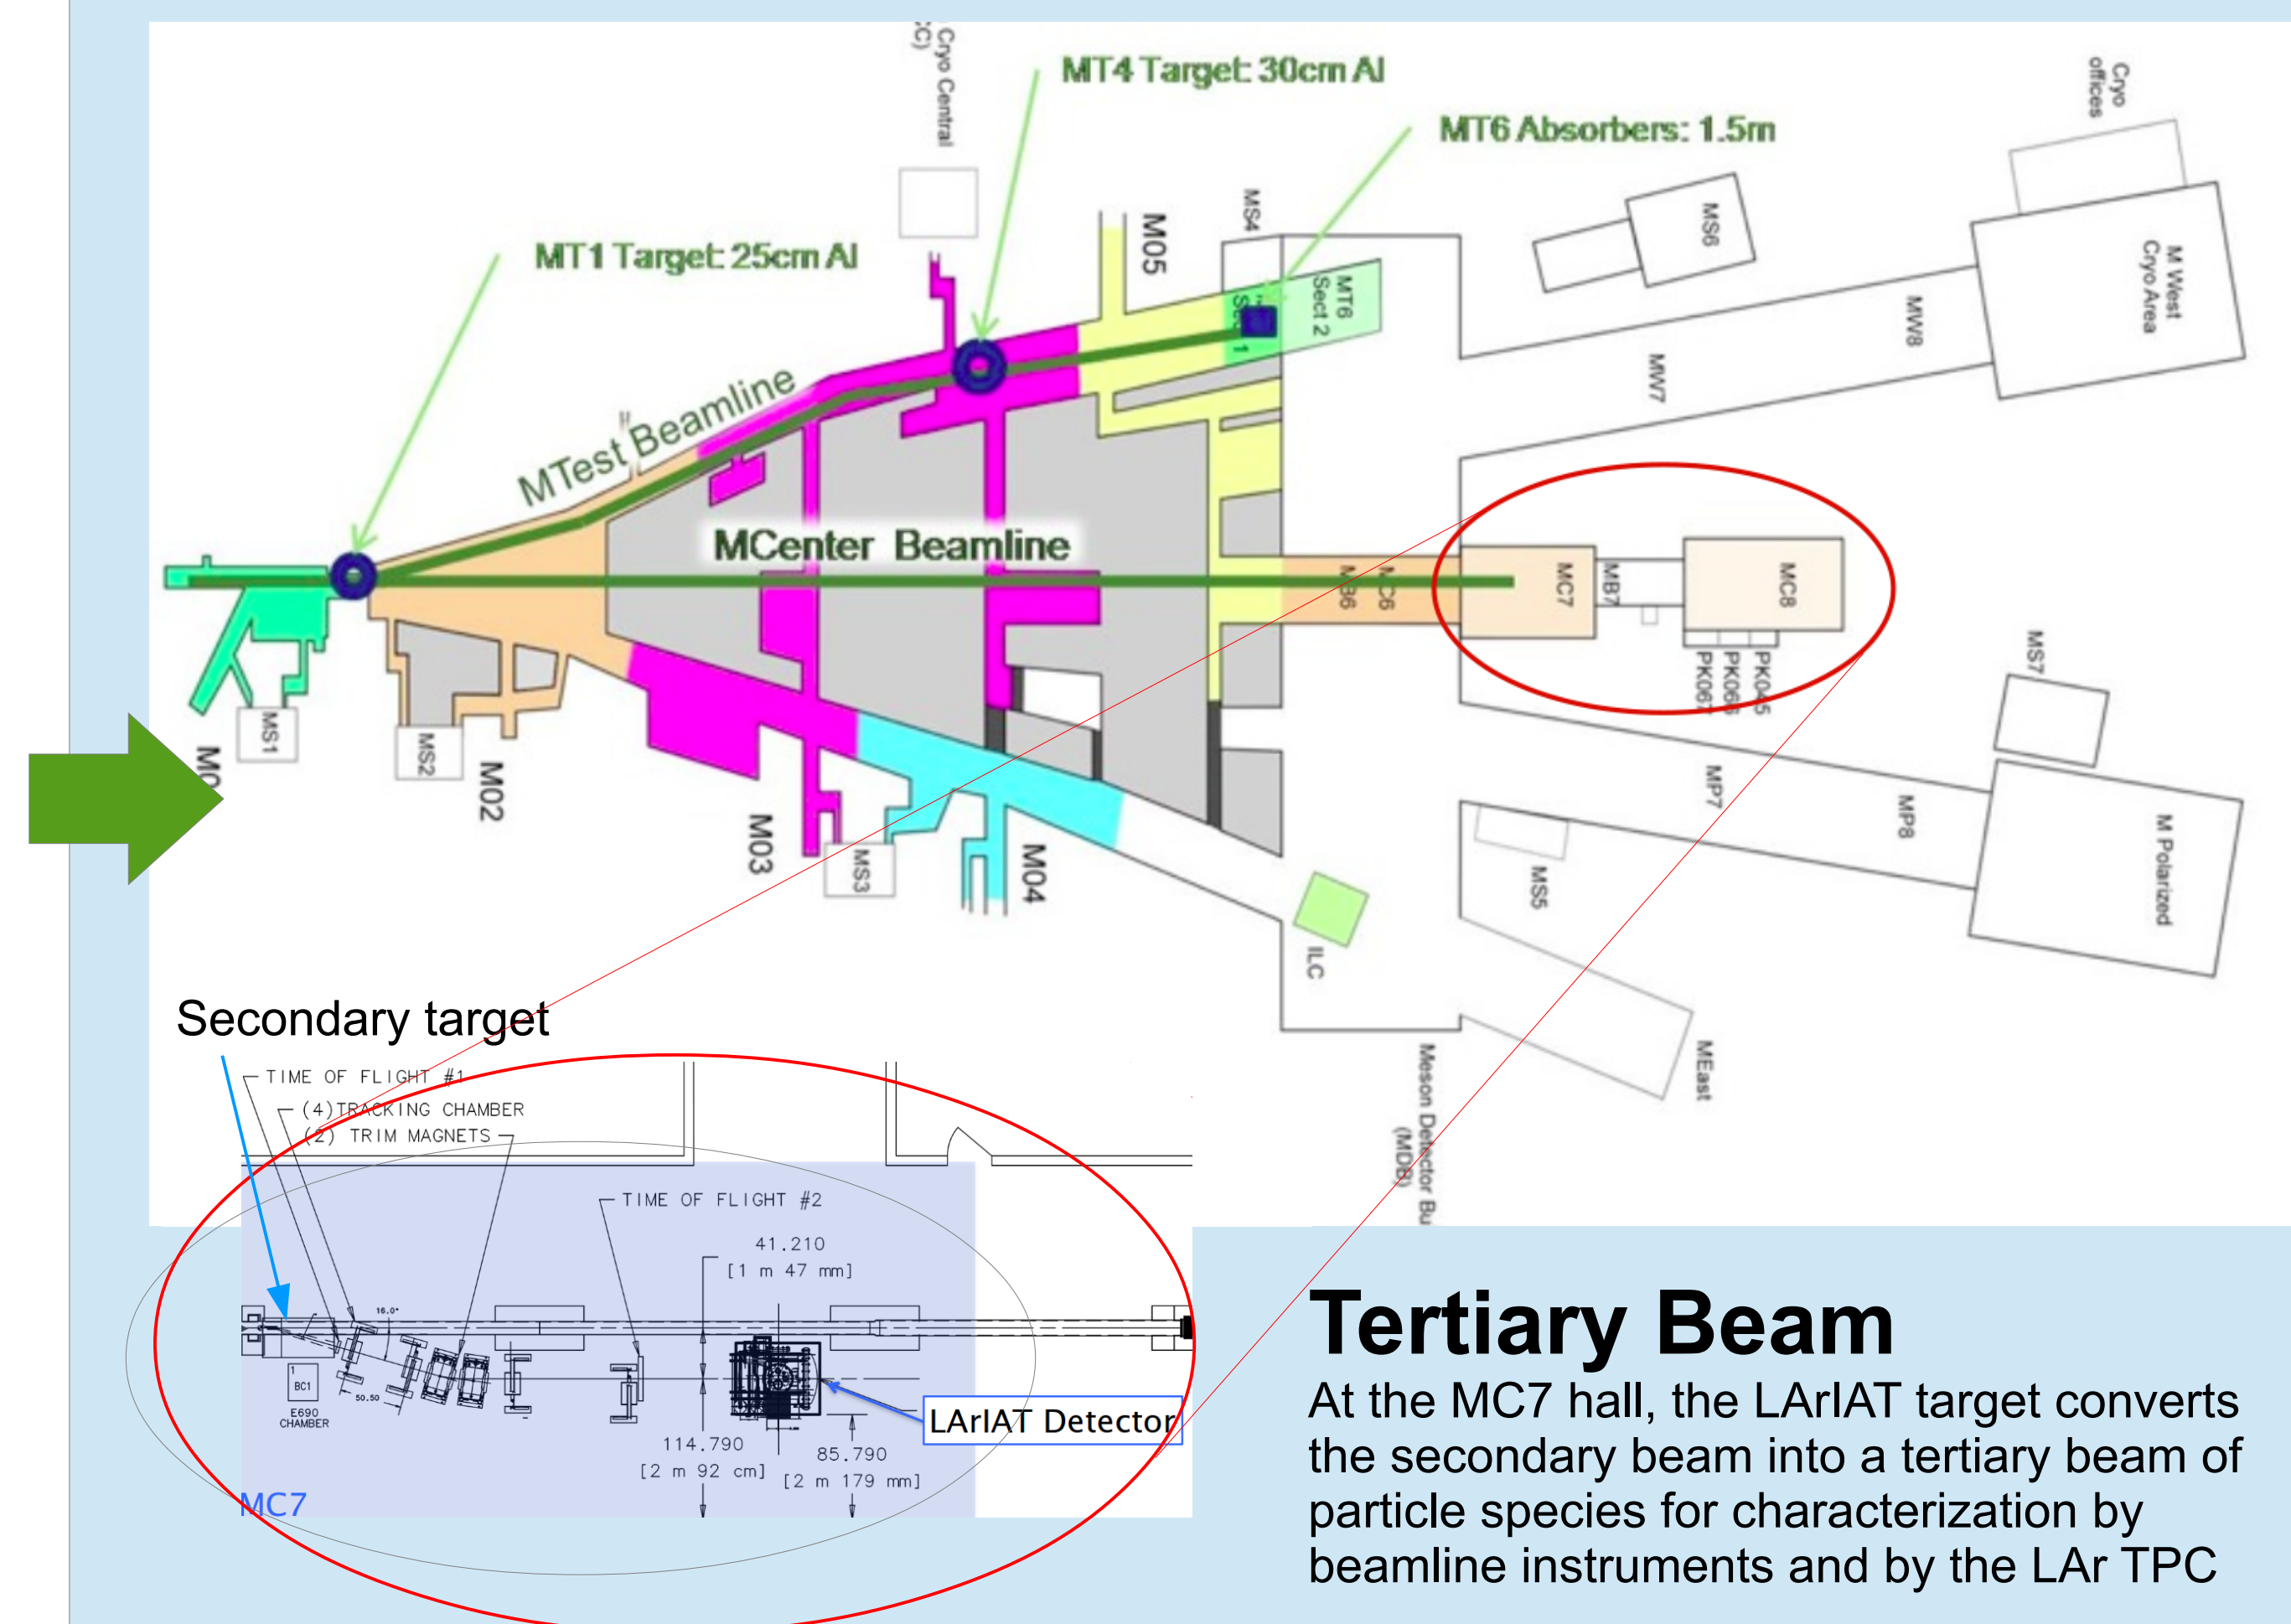 Cryo Central
CC)
MT4 Target: 30cm Al
Cryo
offices
MT6 Absorbers: 1.5m
MS4
M05
MS6
MT1 Target: 25cm Al
M West
Cryo Area
MT6
Sect 2
1
MW8
MW7
MTest Beamline
MCenter Beamline
MB6
MC6
MC7
MB7
MC8
PK067
PK066
PK045
MS7
MS1
MS2
M02
M03
MS3
M04
MP7
MP8
M Polarized
MS5
ILC
MEast
Meson Detector Bu
(MDB)
Secondary target
TIME OF FLIGHT #1
(4)TRACKING CHAMBER
(2) TRIM MAGNETS
TIME OF FLIGHT #2
41.210
[1 m 47 mm]
16.0°
1
BC1
50.50
E690
CHAMBER
LArIAT Detector
114.790
[2 m 92 cm]
85.790
[2 m 179 mm]
MC7
Tertiary Beam
At the MC7 hall, the LArIAT target converts
the secondary beam into a tertiary beam of
particle species for characterization by
beamline instruments and by the LAr TPC